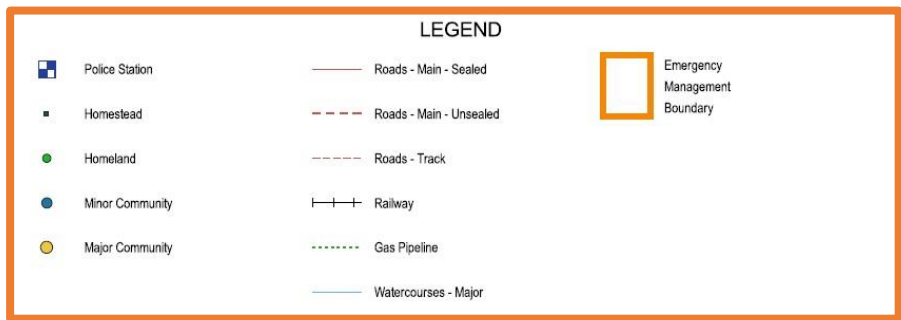 LEGEND
Police Station
Homestead
Homeland
Minor Community
Major Community
Roads - Main - Sealed
Roads - Main - Unsealed
Roads - Track
Railway
Gas Pipeline
Watercourses - Major
Emergency
Management
Boundary